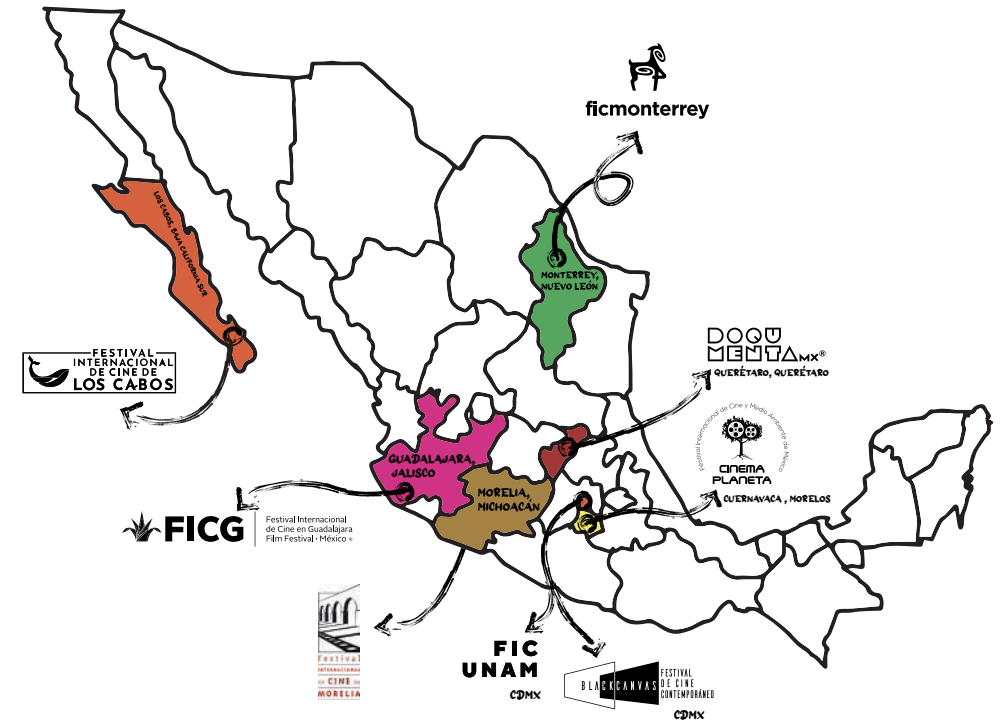 ficmonterrey
LOS CABOS, BAJA CALIFORNIA SUR
MONTERREY,
NUEVO LEÓN
FESTIVAL
INTERNACIONAL
DE CINE DE
LOS CABOS
DOQU
MENTA MX®
QUERÉTARO, QUERÉTARO
Festival Internacional de Cine y Medio Ambiente de México
CINEMA
PLANETA
CUERNAVACA , MORELOS
GUADALAJARA,
JALISCO
MORELIA,
MICHOACÁN
FICG
Festival Internacional
de Cine en Guadalajara
Film Festival · México ®
Festival
INTERNACIONAL
DE CINE DE
MORELIA
FIC
UNAM
CDMX
BLACKCANVAS
FESTIVAL
DE CINE
CONTEMPORÁNEO
CDMX